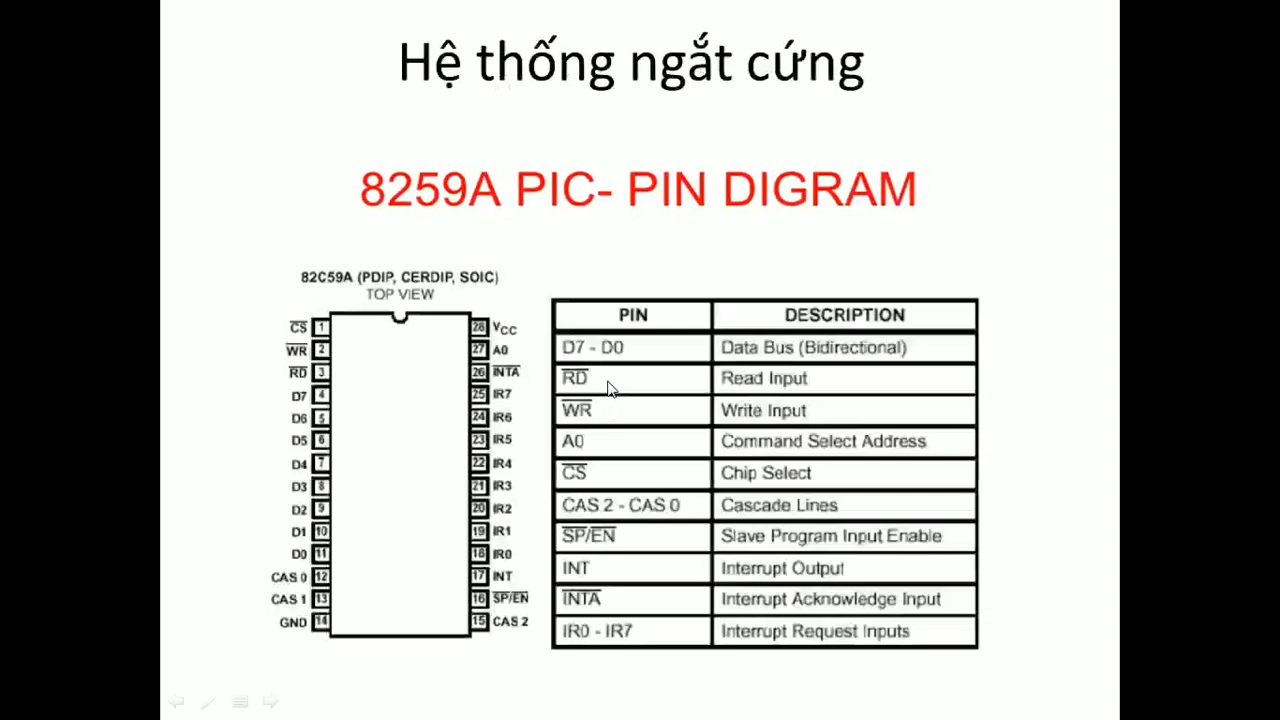 Hệ thống ngắt cứng
8259A PIC- PIN DIGRAM
82C59A (PDIP, CERDIP, SOIC)
TOP VIEW
CS 1 28 VCC
WR 2 27 A0
RD 3 26 INTA
D7 4 25 IR7
D6 5 24 IR6
D5 6 23 IR5
D4 7 22 IR4
D3 8 21 IR3
D2 9 20 IR2
D1 10 19 IR1
D0 11 18 IR0
CAS 0 12 17 INT
CAS 1 13 16 SP/EN
GND 14 15 CAS 2
PIN DESCRIPTION
D7 - D0 Data Bus (Bidirectional)
RD Read Input
WR Write Input
A0 Command Select Address
CS Chip Select
CAS 2 - CAS 0 Cascade Lines
SP/EN Slave Program Input Enable
INT Interrupt Output
INTA Interrupt Acknowledge Input
IR0 - IR7 Interrupt Request Inputs